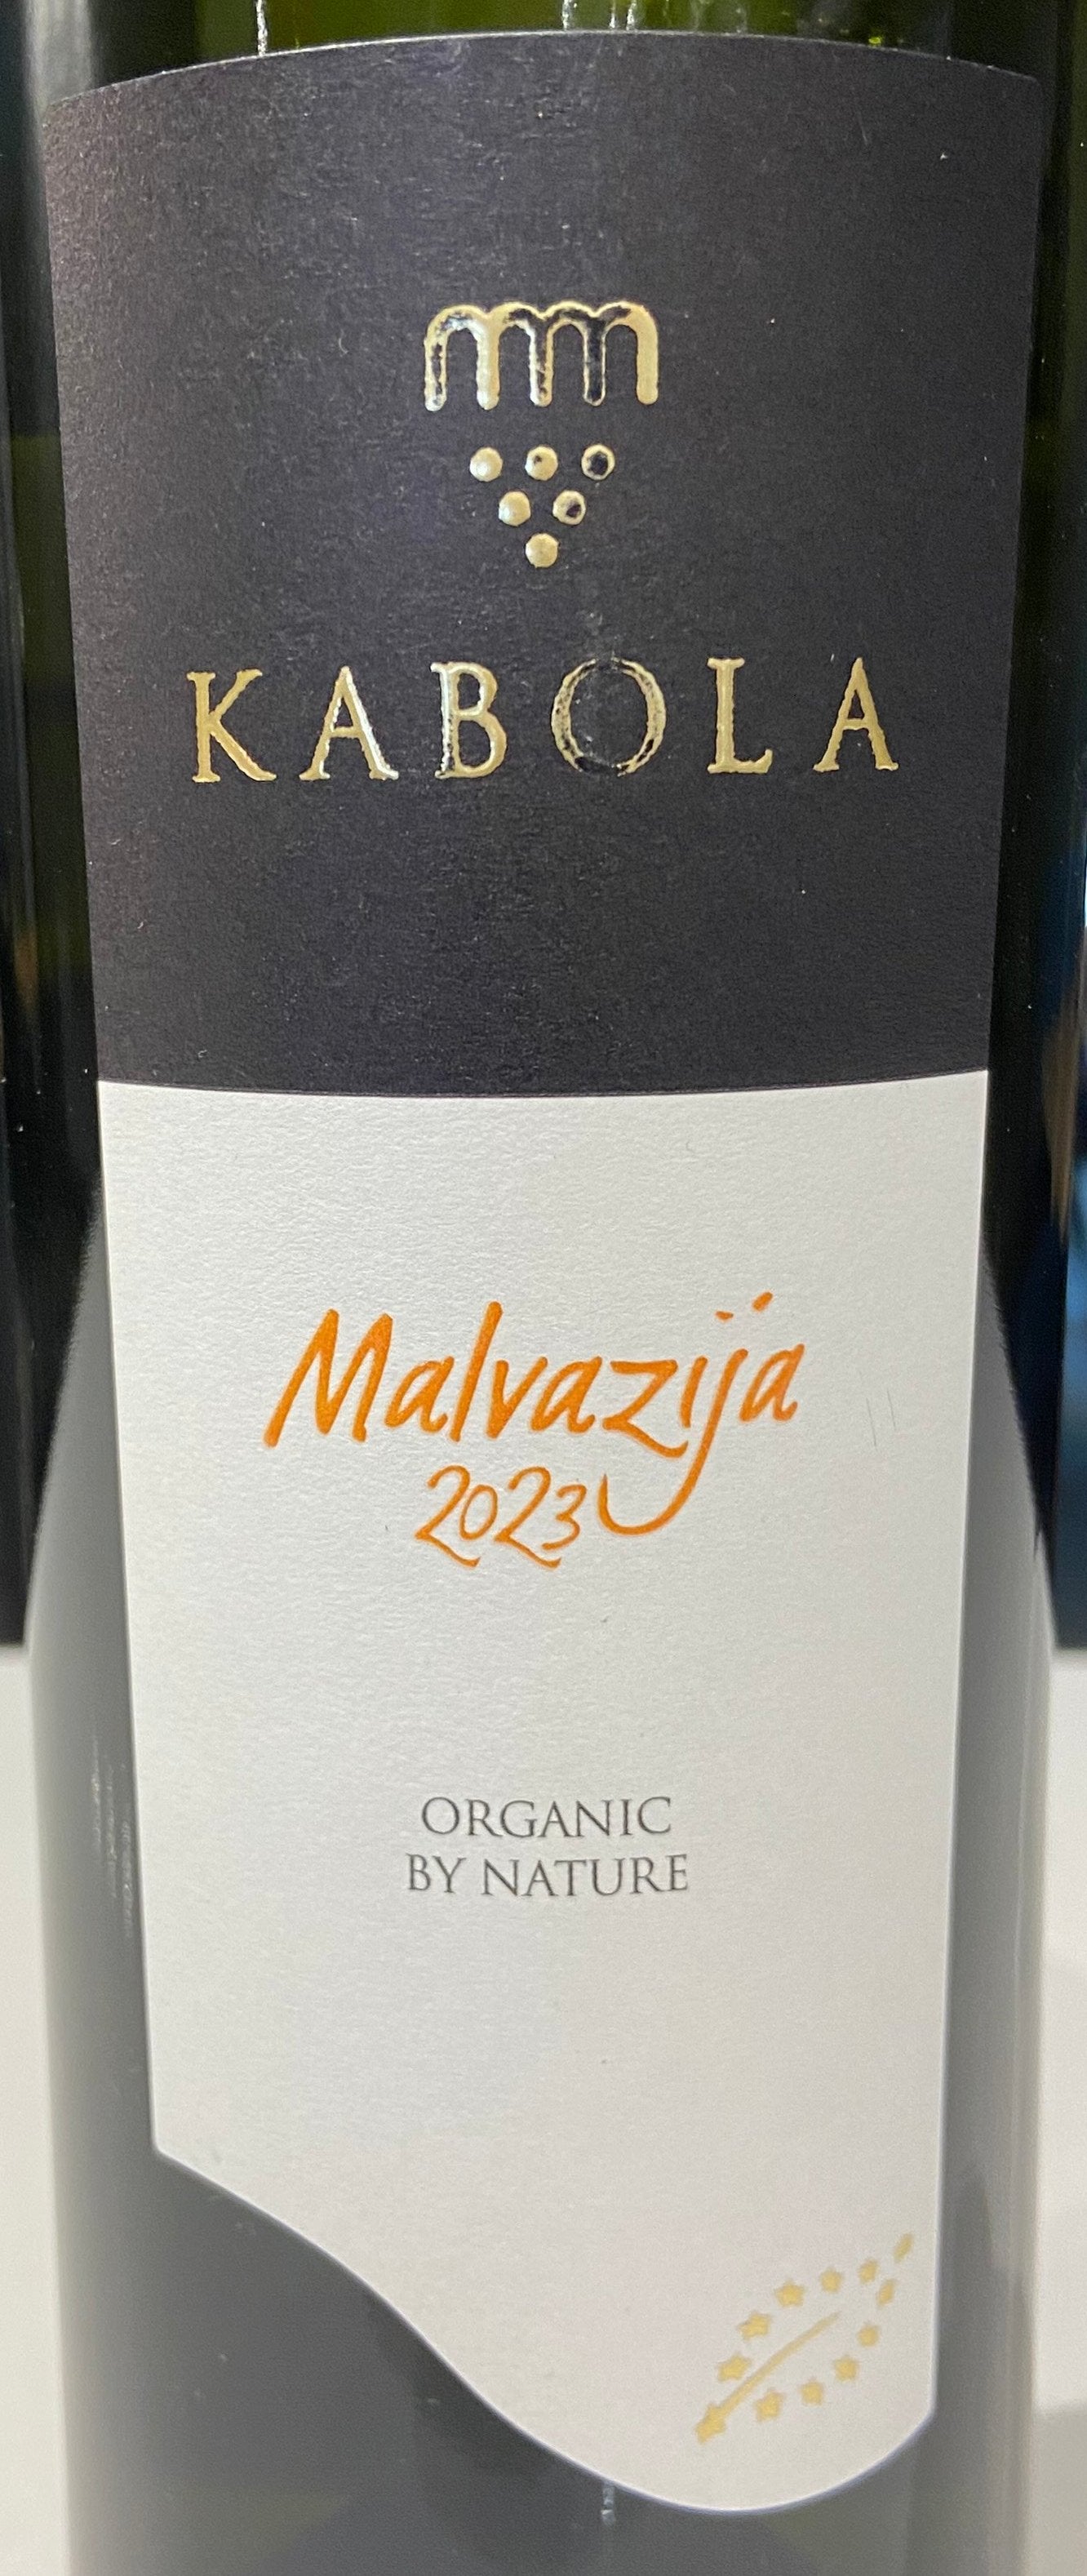 KABOLA
Malvazija
2023
ORGANIC
BY NATURE